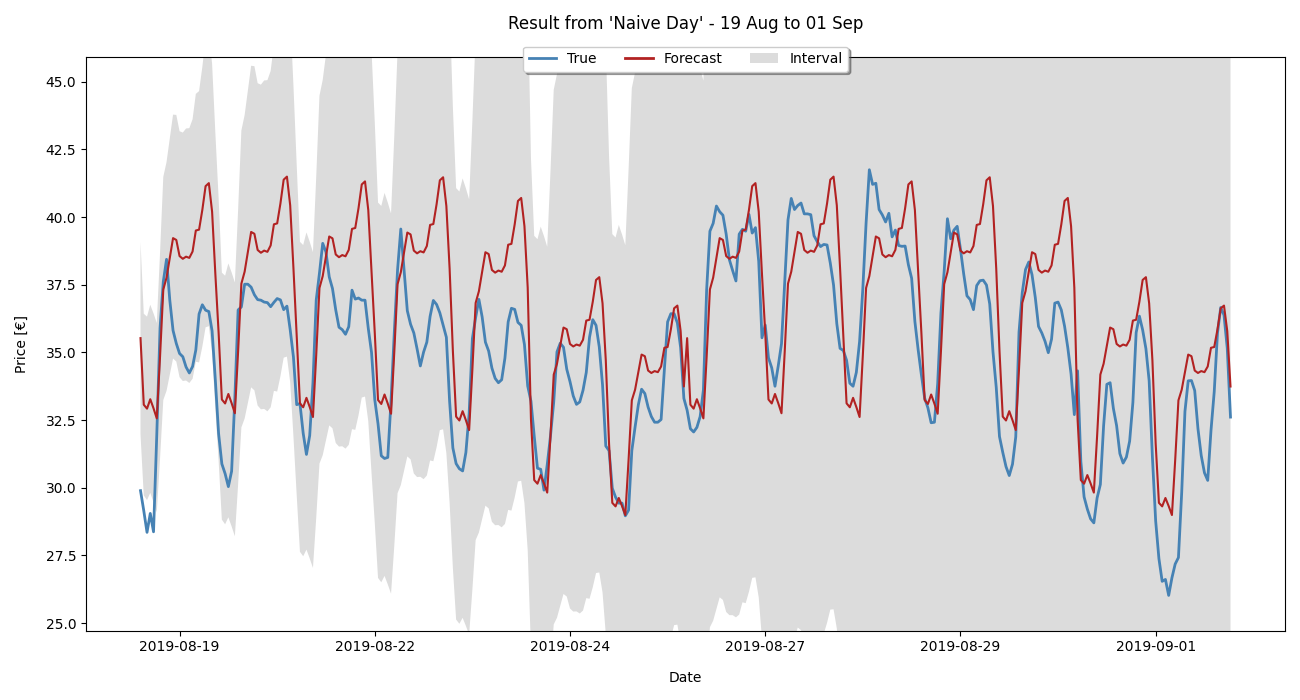 Result from 'Naive Day' - 19 Aug to 01 Sep
True Forecast Interval
45.0
42.5
40.0
37.5
35.0
32.5
30.0
27.5
25.0
Price [€]
2019-08-19 2019-08-22 2019-08-24 2019-08-27 2019-08-29 2019-09-01
Date